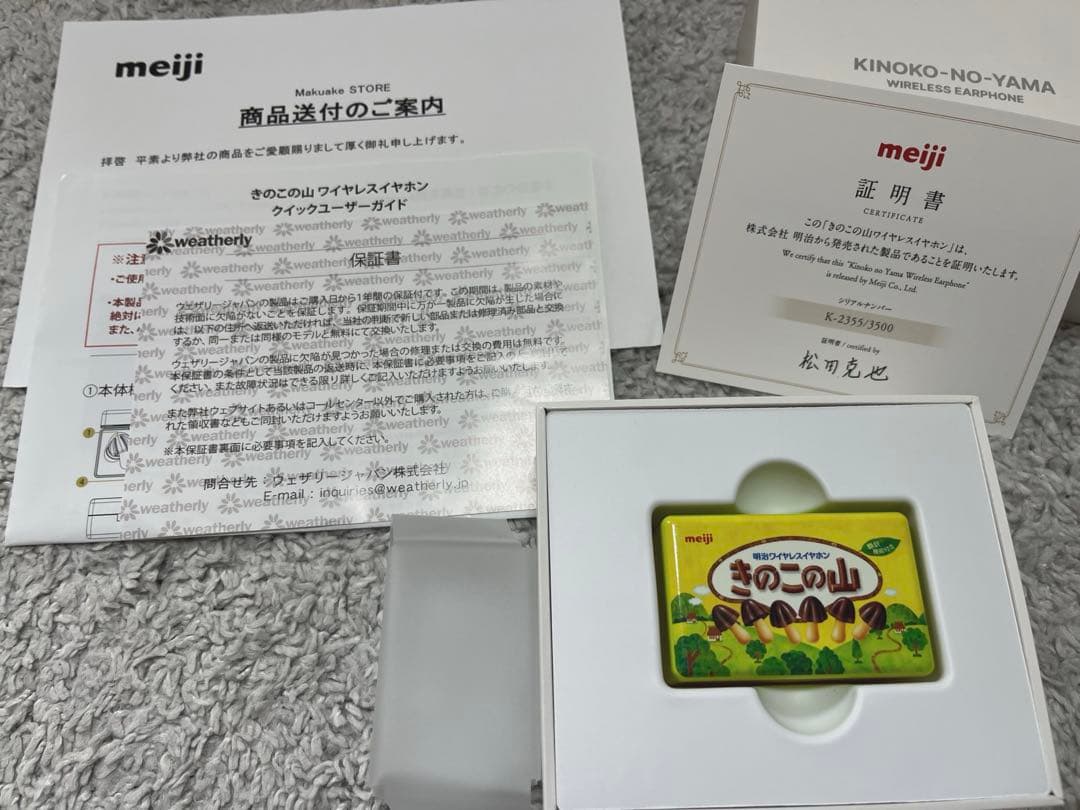 meiji
Makuake STORE
商品送付のご案内
拝啓 平素より弊社の商品をご愛顧賜りまして厚く御礼申し上げます。
きのこの山 ワイヤレスイヤホン
クイックユーザーガイド
※注
・ご使
・本製品
絶対に
また、
①本体
1
4
weatherly
保証書
ウェザリージャパンの製品はご購入日から1年間の保証付です。この期間は、製品の素材や
技術面に欠陥がないことを保証します。保証期間中に万が一製品に欠陥が生じた場合に
は、以下の住所へ返送いただければ、当社の判断で新しい部品または修理済み部品と交換
するか、同一または同様のモデルと無料にて交換いたします。
ウェザリージャパンの製品に欠陥が見つかった場合の修理または交換の費用は無料です。
本保証書の条件として当該製品の返送時に、本保証書に必要事項をご記入の
ください。また故障状況はできる限り詳しくご記入いただけますようお願いいたします。
また弊社ウェブサイトあるいはコールセンター以外でご購入された方は、
れた領収書などもご同封いただけますようお願いいたします。
※本保証書裏面に必要事項を記入してください。
問合せ先：ウェザリージャパン株式会社
E-mail : inquiries@weatherly.jp
KINOKO-NO-YAMA
WIRELESS EARPHONE
meiji
証明書
CERTIFICATE
この「きのこの山ワイヤレスイヤホン」は、
株式会社 明治から発売された製品であることを証明いたします。
We certify that this "Kinoko no Yama Wireless Earphone"
is released by Meiji Co., Ltd.
シリアルナンバー
K-2355/3500
証明者 / certified by
松田克也
meiji
明治ワイヤレスイヤホン
きのこの山
翻訳
機能付き